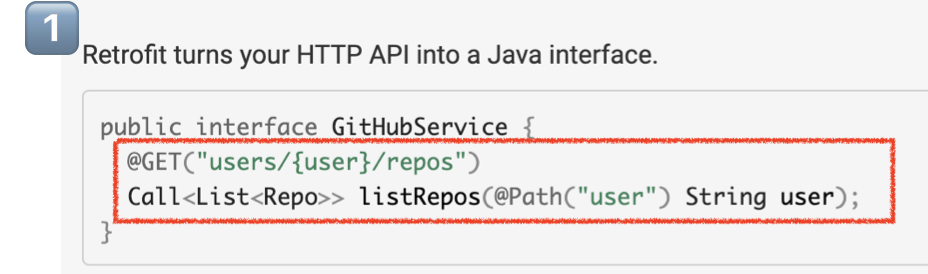 1
Retrofit turns your HTTP API into a Java interface.
public interface GitHubService {
@GET("users/{user}/repos")
Call<List<Repo>> listRepos(@Path("user") String user);
}